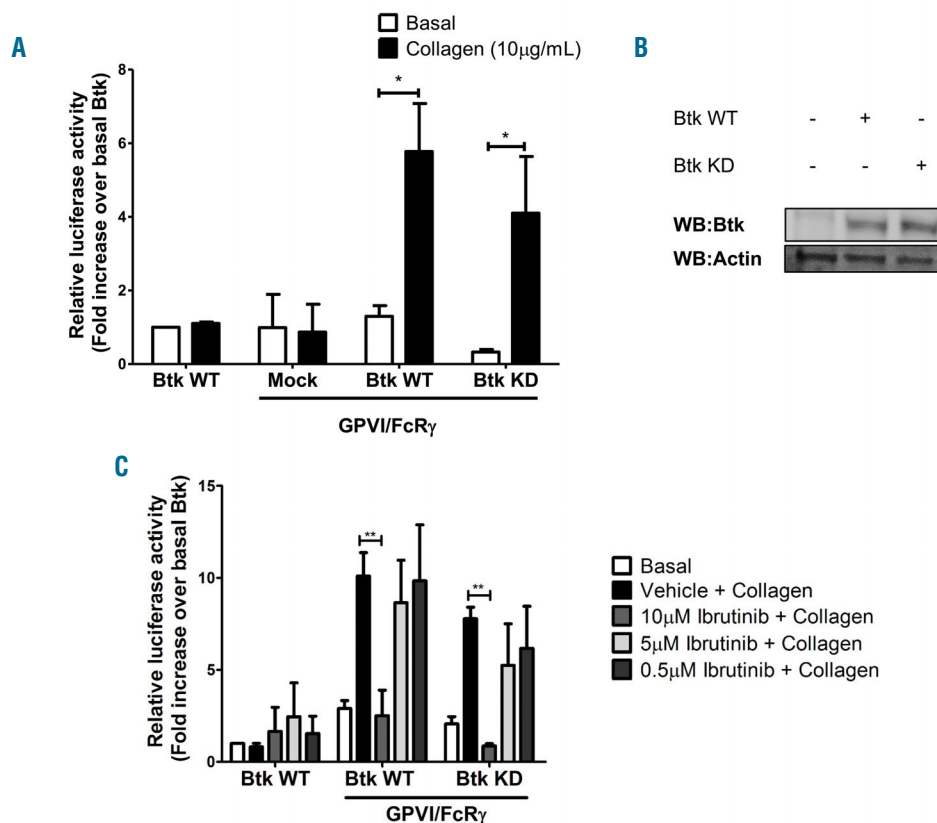 A
Basal
Collagen (10μg/mL)
Relative luciferase activity
(Fold increase over basal Btk)
8
6
4
2
0
*
*
Btk WT
Mock
Btk WT
Btk KD
GPVI/FcRγ
B
Btk WT - + -
Btk KD - - +
WB:Btk
WB:Actin
C
Relative luciferase activity
(Fold increase over basal Btk)
15
10
5
0
**
**
Btk WT
Btk WT
Btk KD
GPVI/FcRγ
Basal
Vehicle + Collagen
10μM Ibrutinib + Collagen
5μM Ibrutinib + Collagen
0.5μM Ibrutinib + Collagen